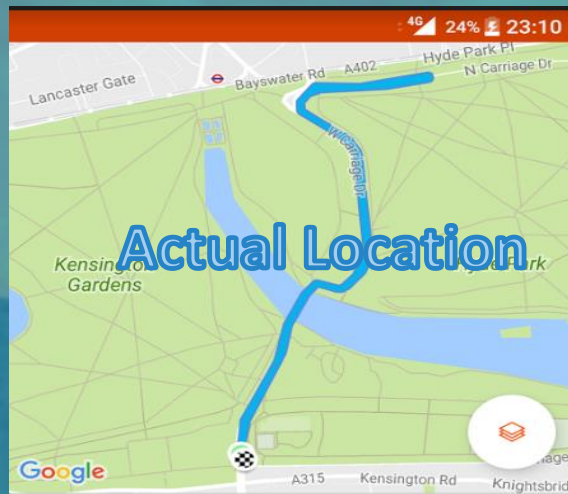 4G 24% 23:10
Hyde Park Pl
Bayswater Rd A402
N Carriage Dr
Lancaster Gate
W Carriage Dr
Actual Location
Kensington
Gardens
Hyde Park
Google
A315 Kensington Rd
Knightsbrid